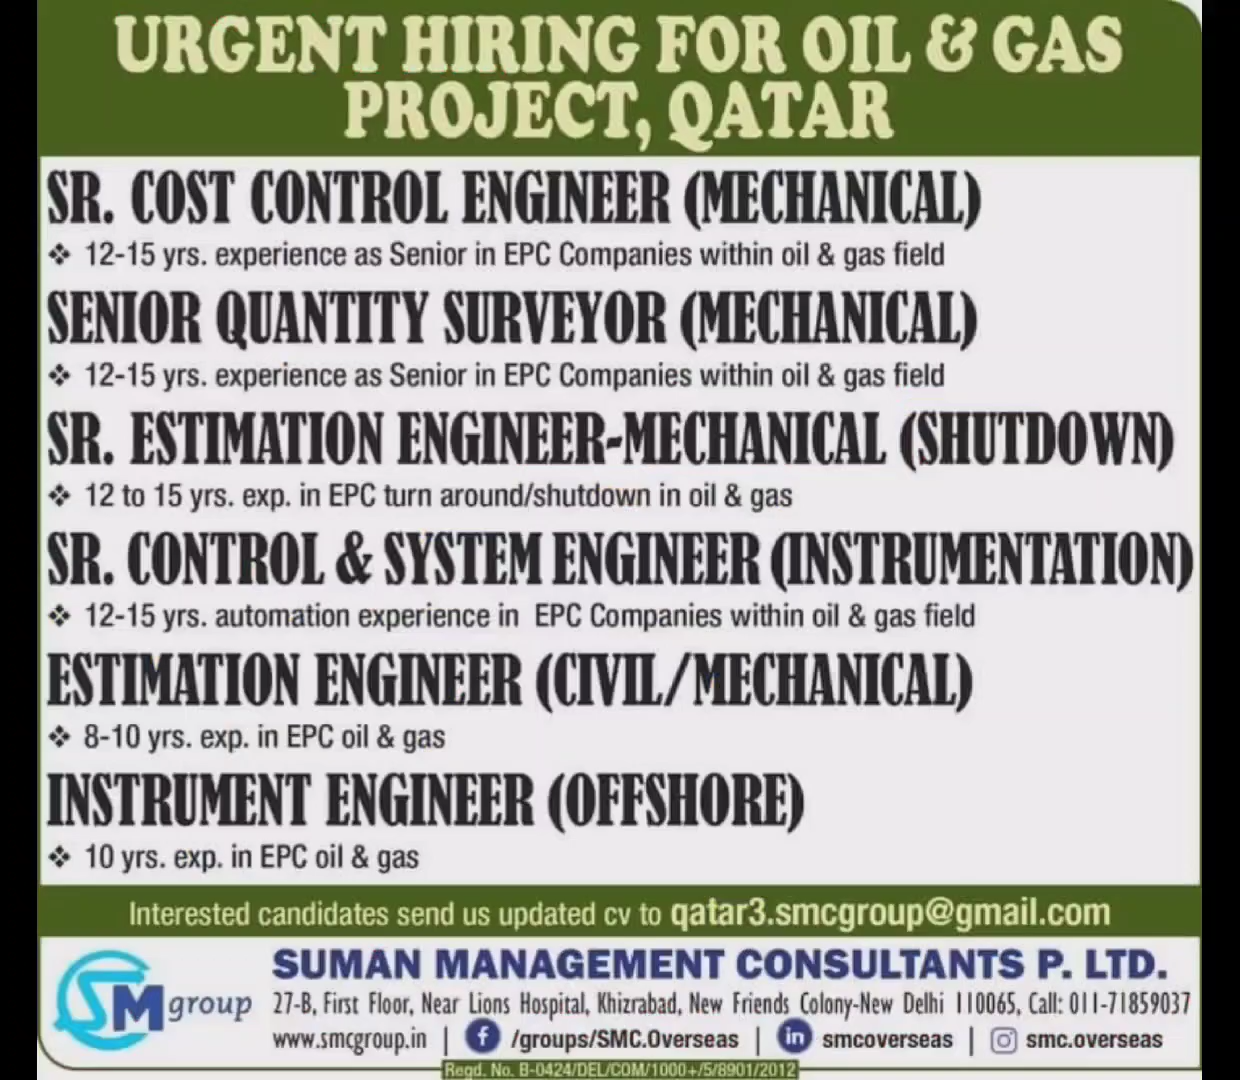 URGENT HIRING FOR OIL & GAS
PROJECT, QATAR
SR. COST CONTROL ENGINEER (MECHANICAL)
❖ 12-15 yrs. experience as Senior in EPC Companies within oil & gas field
SENIOR QUANTITY SURVEYOR (MECHANICAL)
❖ 12-15 yrs. experience as Senior in EPC Companies within oil & gas field
SR. ESTIMATION ENGINEER-MECHANICAL (SHUTDOWN)
❖ 12 to 15 yrs. exp. in EPC turn around/shutdown in oil & gas
SR. CONTROL & SYSTEM ENGINEER (INSTRUMENTATION)
❖ 12-15 yrs. automation experience in EPC Companies within oil & gas field
ESTIMATION ENGINEER (CIVIL/MECHANICAL)
❖ 8-10 yrs. exp. in EPC oil & gas
INSTRUMENT ENGINEER (OFFSHORE)
❖ 10 yrs. exp. in EPC oil & gas
Interested candidates send us updated cv to qatar3.smcgroup@gmail.com
SM group
SUMAN MANAGEMENT CONSULTANTS P. LTD.
27-B, First Floor, Near Lions Hospital, Khizrabad, New Friends Colony-New Delhi 110065, Call: 011-71859037
www.smcgroup.in | f /groups/SMC.Overseas | in smcoverseas | smc.overseas
Regd. No. B-0424/DEL/COM/1000+/5/8901/2012